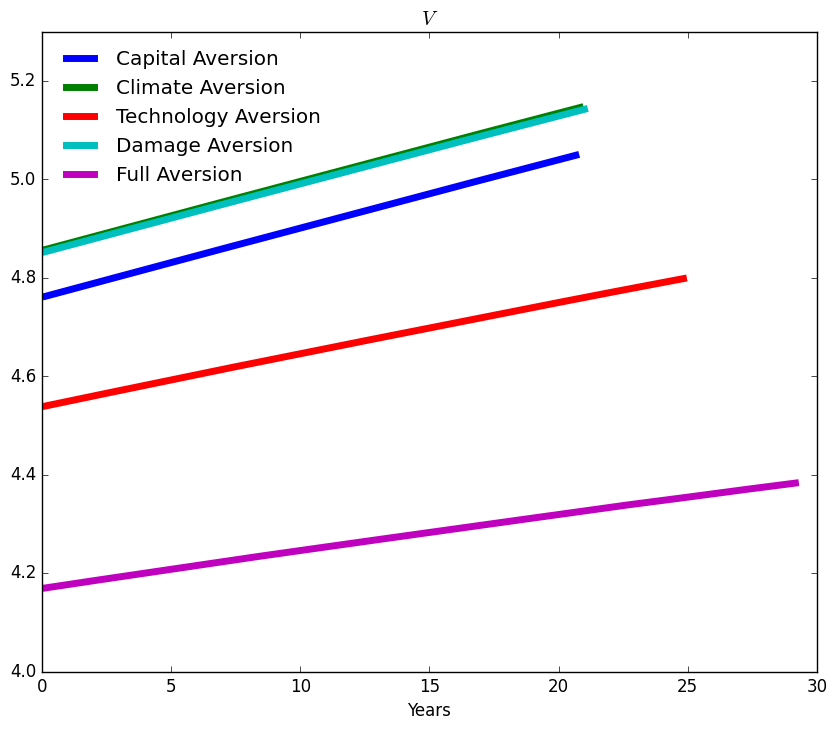 V
5.2
5.0
4.8
4.6
4.4
4.2
4.0
Capital Aversion
Climate Aversion
Technology Aversion
Damage Aversion
Full Aversion
0 5 10 15 20 25 30
Years